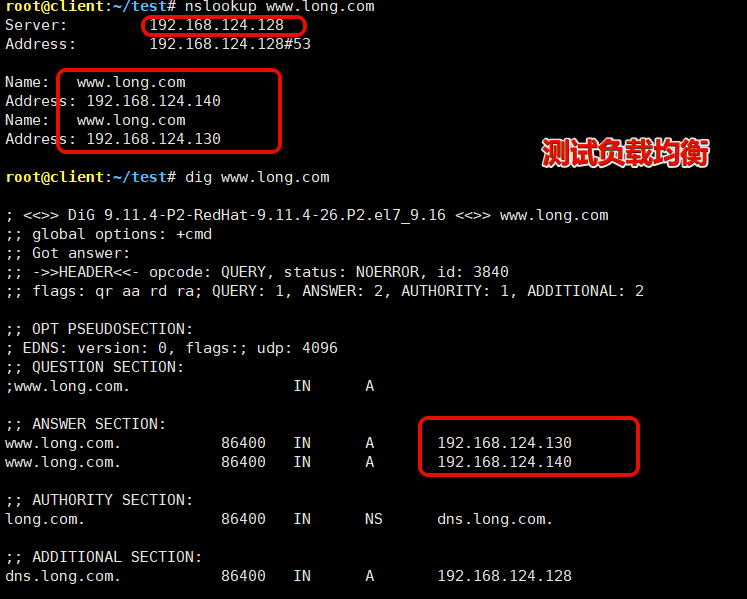 root@client:~/test# nslookup www.long.com
Server:         192.168.124.128
Address:        192.168.124.128#53
Name:   www.long.com
Address: 192.168.124.140
Name:   www.long.com
Address: 192.168.124.130
测试负载均衡
root@client:~/test# dig www.long.com
; <<>> DiG 9.11.4-P2-RedHat-9.11.4-26.P2.el7_9.16 <<>> www.long.com
;; global options: +cmd
;; Got answer:
;; ->>HEADER<<- opcode: QUERY, status: NOERROR, id: 3840
;; flags: qr aa rd ra; QUERY: 1, ANSWER: 2, AUTHORITY: 1, ADDITIONAL: 2
;; OPT PSEUDOSECTION:
; EDNS: version: 0, flags:; udp: 4096
;; QUESTION SECTION:
;www.long.com.                  IN      A
;; ANSWER SECTION:
www.long.com.           86400   IN      A       192.168.124.130
www.long.com.           86400   IN      A       192.168.124.140
;; AUTHORITY SECTION:
long.com.               86400   IN      NS      dns.long.com.
;; ADDITIONAL SECTION:
dns.long.com.           86400   IN      A       192.168.124.128